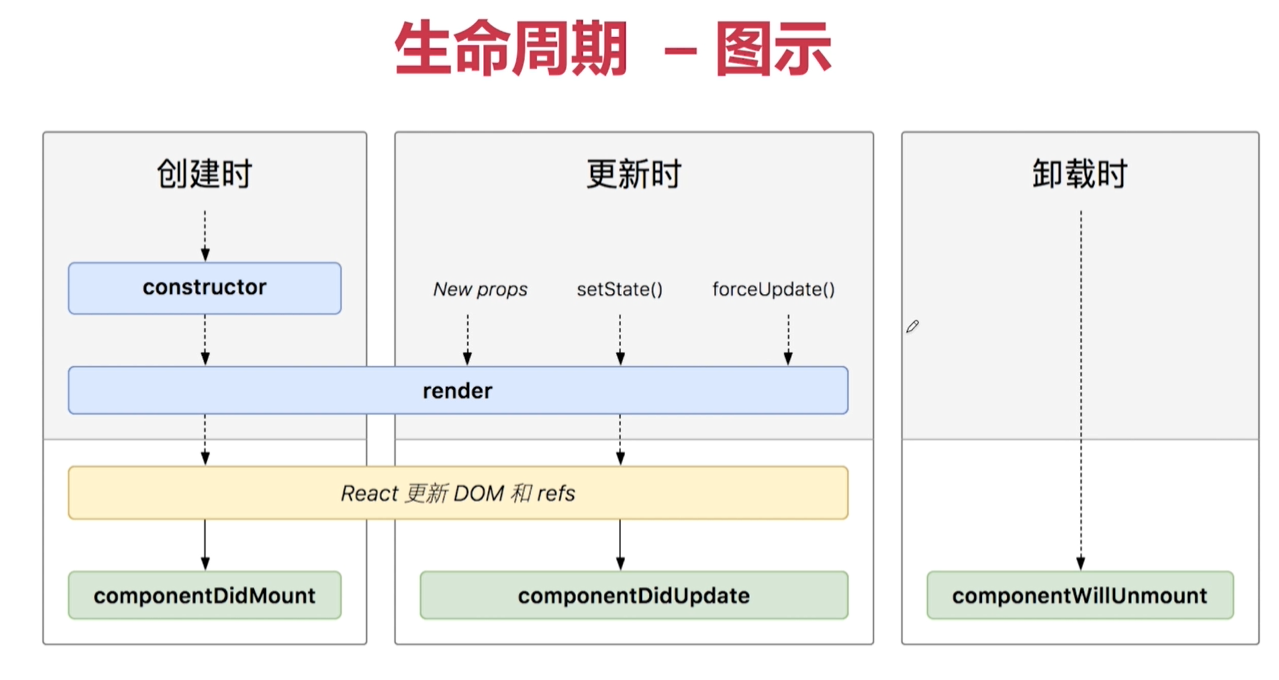 生命周期 – 图示
创建时
更新时
卸载时
constructor
New props
setState()
forceUpdate()
render
React 更新 DOM 和 refs
componentDidMount
componentDidUpdate
componentWillUnmount